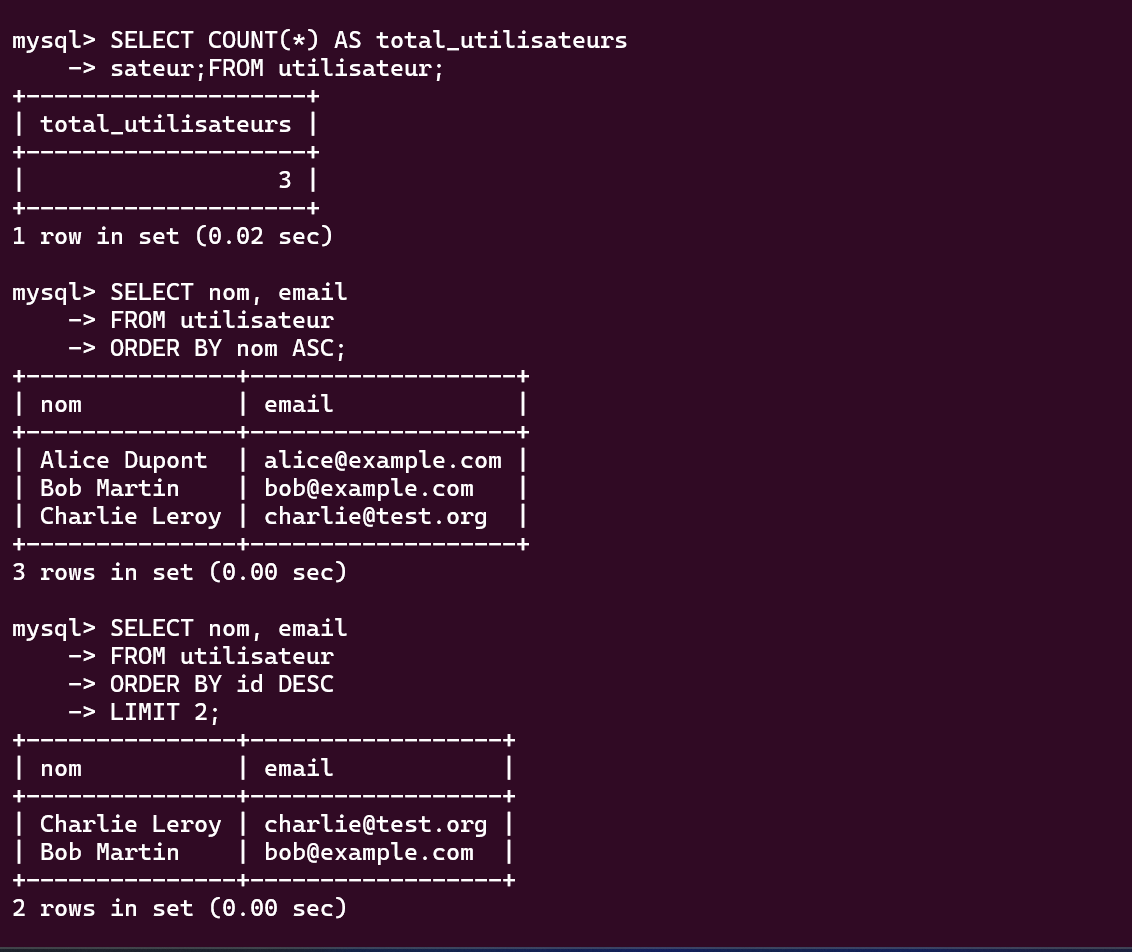 mysql> SELECT COUNT(*) AS total_utilisateurs
    -> sateur;FROM utilisateur;
+--------------------+
| total_utilisateurs |
+--------------------+
|                  3 |
+--------------------+
1 row in set (0.02 sec)

mysql> SELECT nom, email
    -> FROM utilisateur
    -> ORDER BY nom ASC;
+---------------+-------------------+
| nom           | email             |
+---------------+-------------------+
| Alice Dupont  | alice@example.com |
| Bob Martin    | bob@example.com   |
| Charlie Leroy | charlie@test.org  |
+---------------+-------------------+
3 rows in set (0.00 sec)

mysql> SELECT nom, email
    -> FROM utilisateur
    -> ORDER BY id DESC
    -> LIMIT 2;
+---------------+------------------+
| nom           | email            |
+---------------+------------------+
| Charlie Leroy | charlie@test.org |
| Bob Martin    | bob@example.com  |
+---------------+------------------+
2 rows in set (0.00 sec)